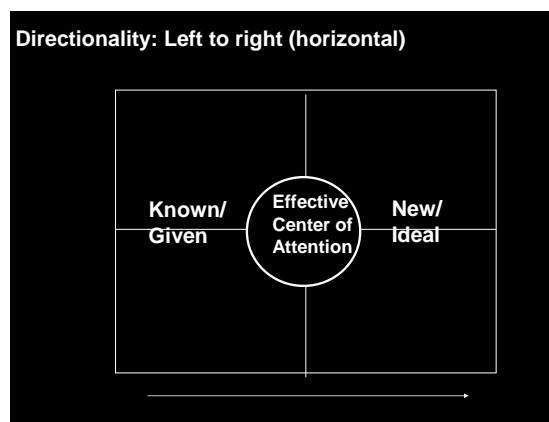 Directionality: Left to right (horizontal)
Known/
Given
Effective
Center of
Attention
New/
Ideal